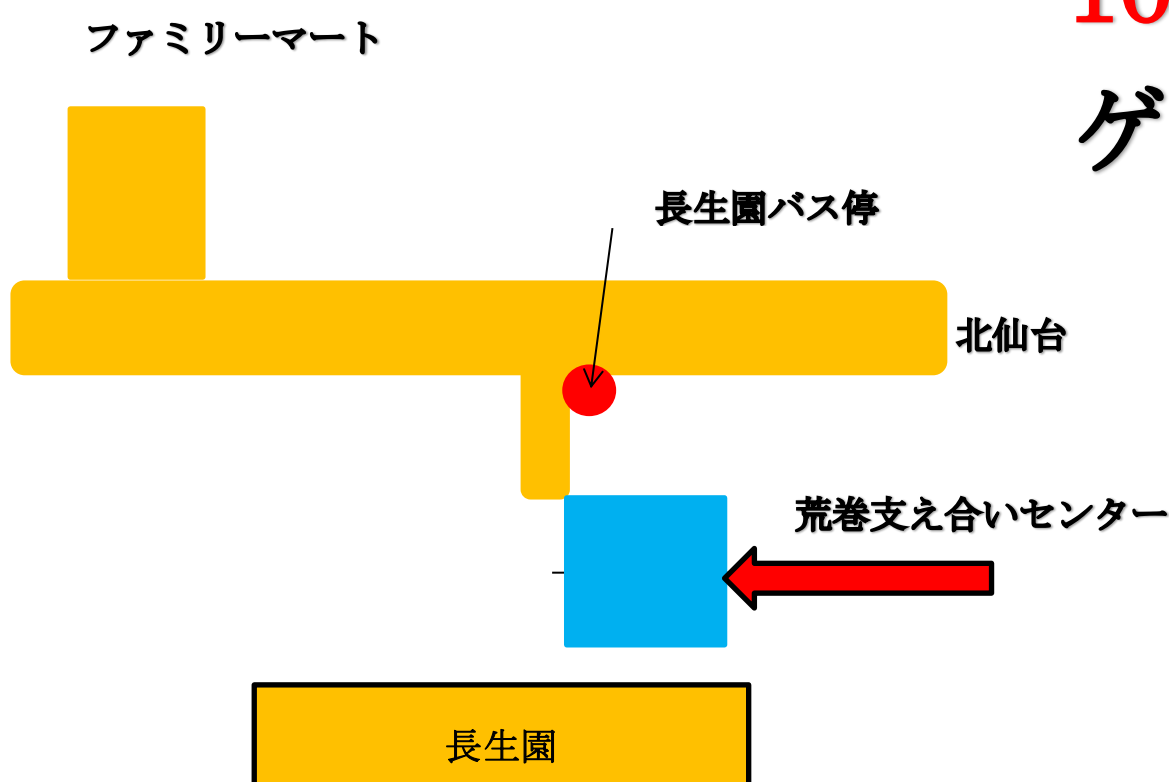 ファミリーマート
ゲ
長生園バス停
北仙台
荒巻支え合いセンター
長生園